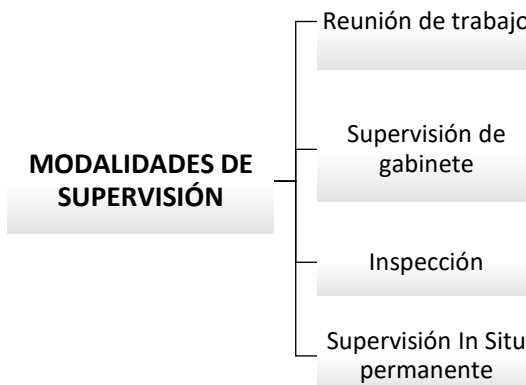 MODALIDADES DE
SUPERVISIÓN
Reunión de trabajo
Supervisión de
gabinete
Inspección
Supervisión In Situ
permanente